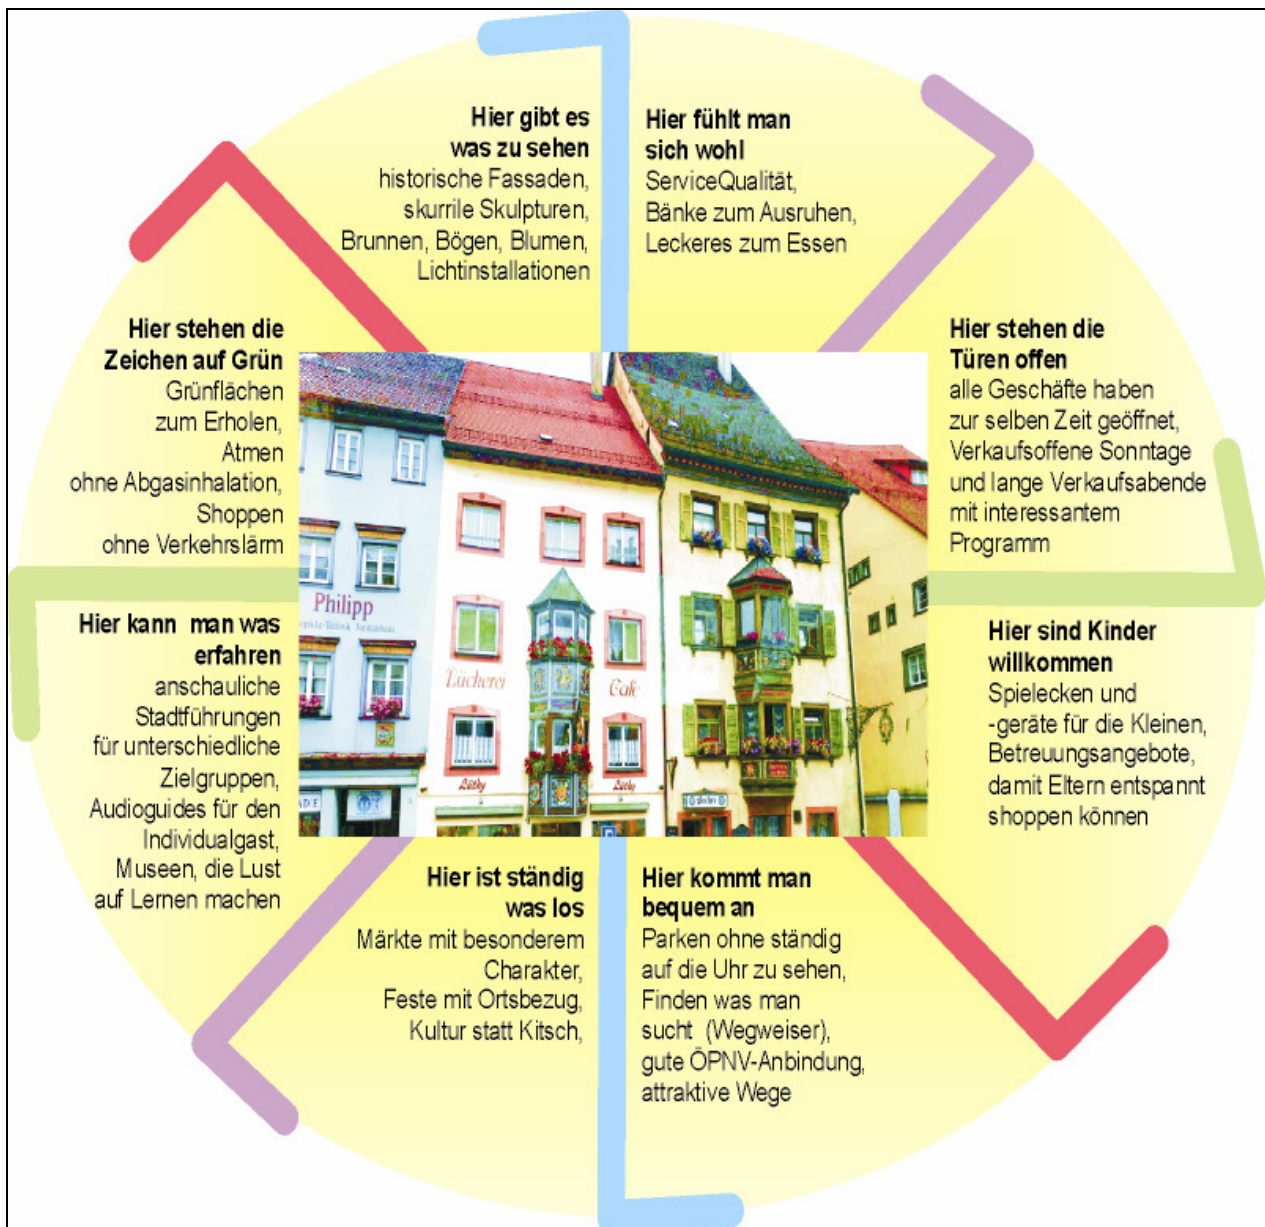 Hier gibt es
was zu sehen
historische Fassaden,
skurrile Skulpturen,
Brunnen, Bögen, Blumen,
Lichtinstallationen
Hier fühlt man
sich wohl
ServiceQualität,
Bänke zum Ausruhen,
Leckeres zum Essen
Hier stehen die
Türen offen
alle Geschäfte haben
zur selben Zeit geöffnet,
Verkaufsoffene Sonntage
und lange Verkaufsabende
mit interessantem
Programm
Hier sind Kinder
willkommen
Spielecken und
-geräte für die Kleinen,
Betreuungsangebote,
damit Eltern entspannt
shoppen können
Hier kommt man
bequem an
Parken ohne ständig
auf die Uhr zu sehen,
Finden was man
sucht (Wegweiser),
gute ÖPNV-Anbindung,
attraktive Wege
Hier ist ständig
was los
Märkte mit besonderem
Charakter,
Feste mit Ortsbezug,
Kultur statt Kitsch,
Hier kann man was
erfahren
anschauliche
Stadtführungen
für unterschiedliche
Zielgruppen,
Audioguides für den
Individualgast,
Museen, die Lust
auf Lernen machen
Hier stehen die
Zeichen auf Grün
Grünflächen
zum Erholen,
Atmen
ohne Abgasinhalation,
Shoppen
ohne Verkehrslärm
Philipp
Bäckerei
Cafe
Lüthy
Lüthy